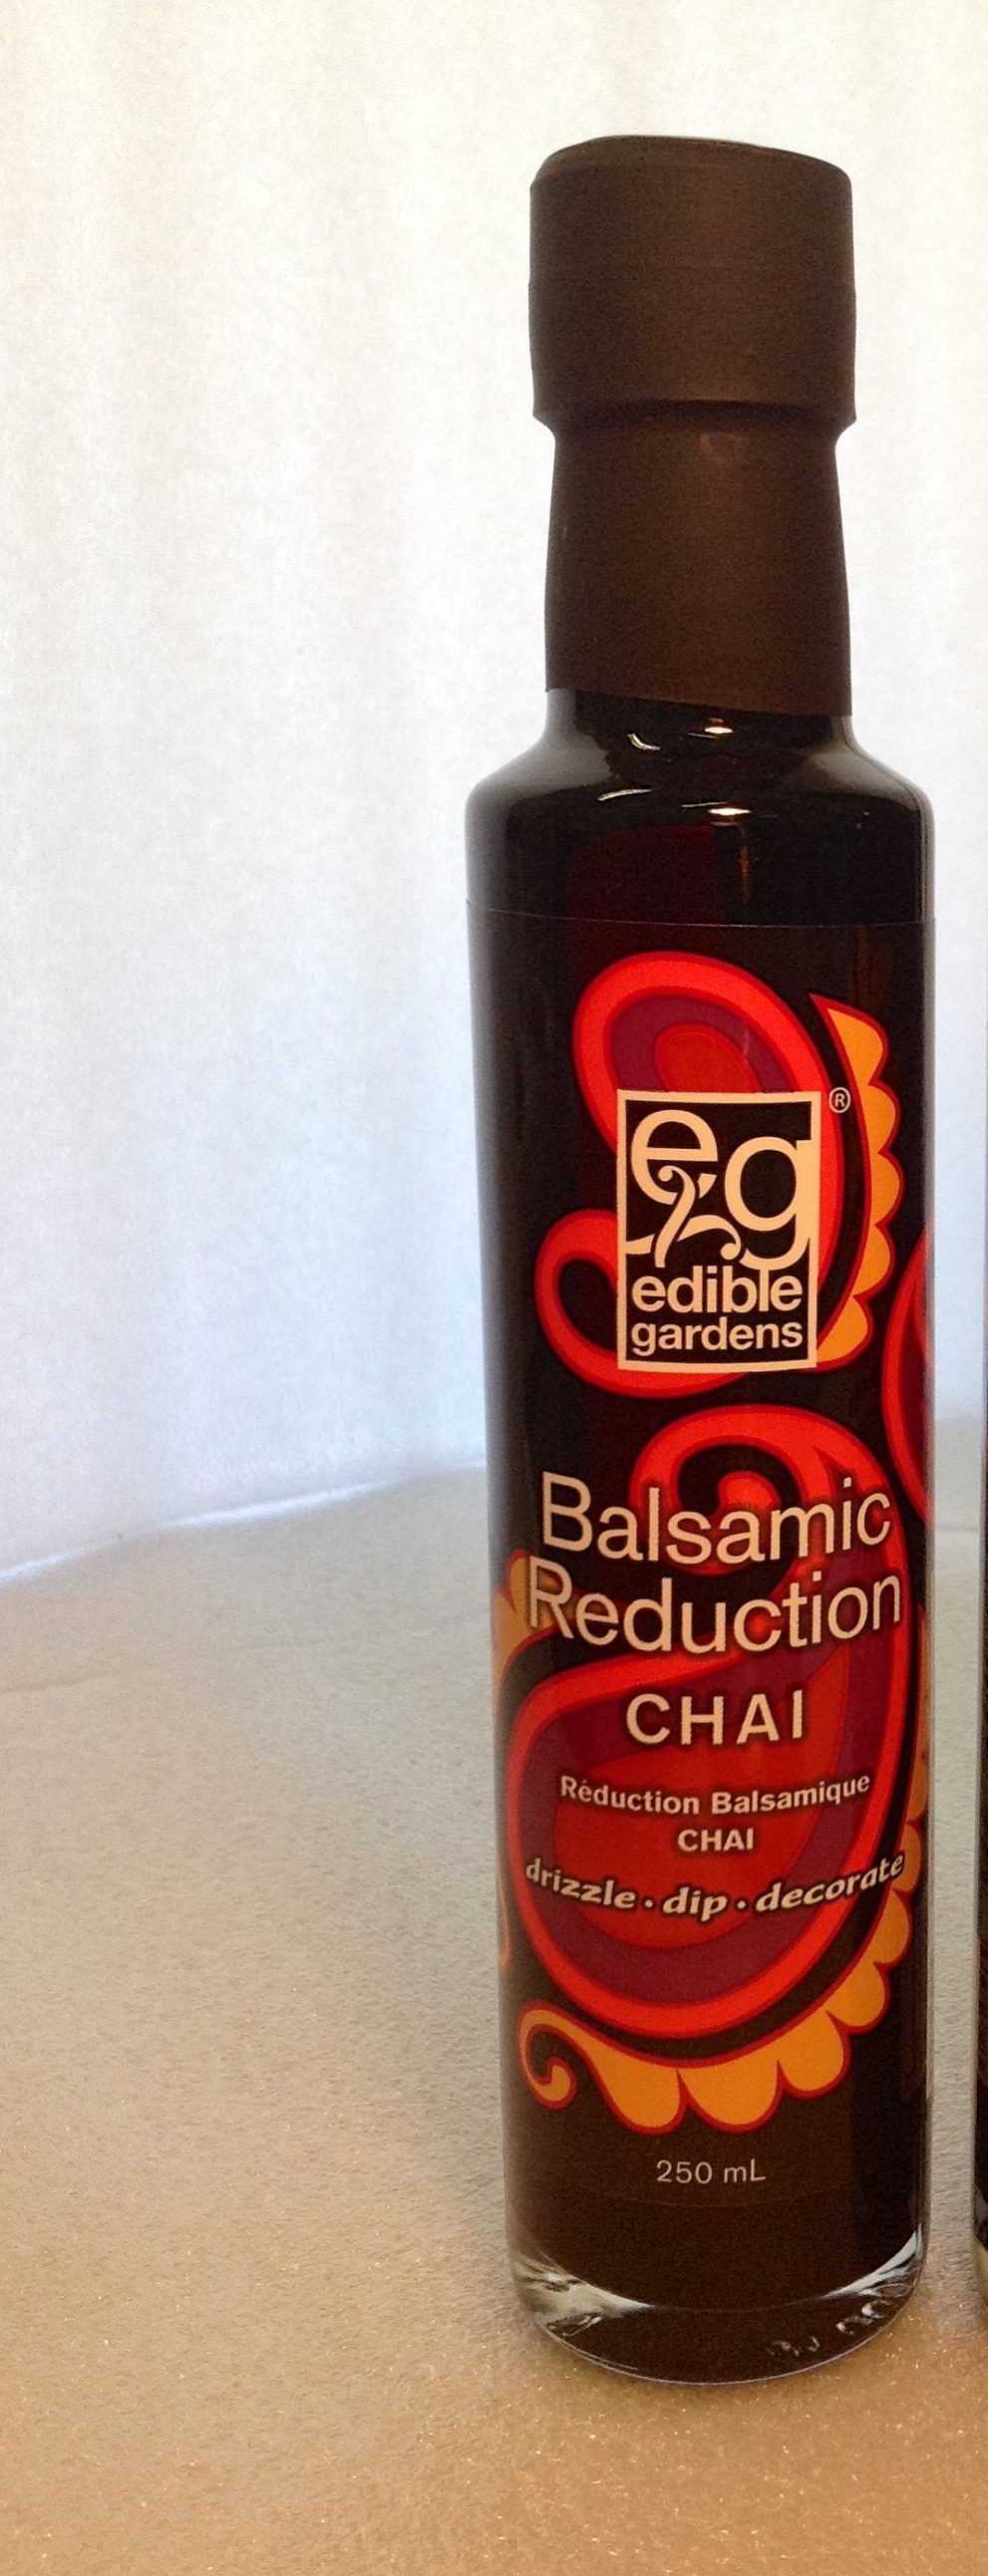 eg®
edible
gardens
Balsamic
Reduction
CHAI
Réduction Balsamique
CHAI
drizzle · dip · decorate
250 mL